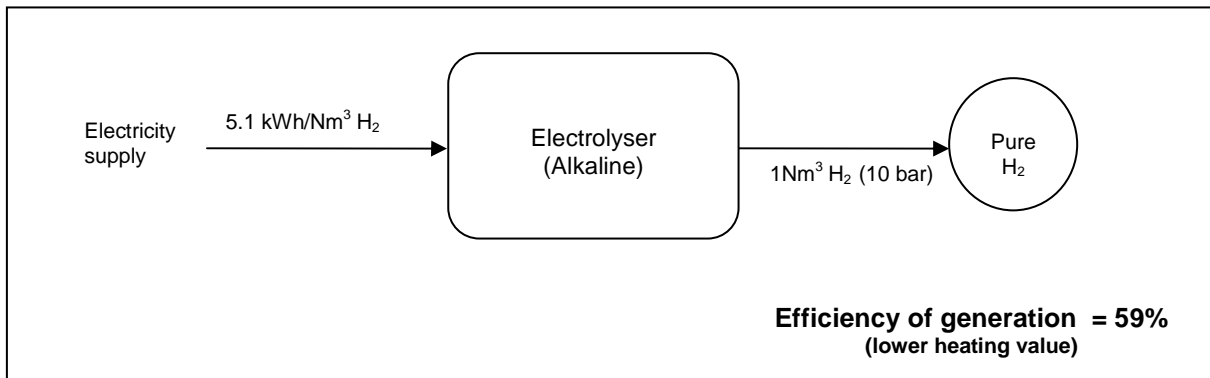 Electricity
supply
5.1 kWh/Nm³ H₂
Electrolyser
(Alkaline)
1Nm³ H₂ (10 bar)
Pure
H₂
Efficiency of generation = 59%
(lower heating value)